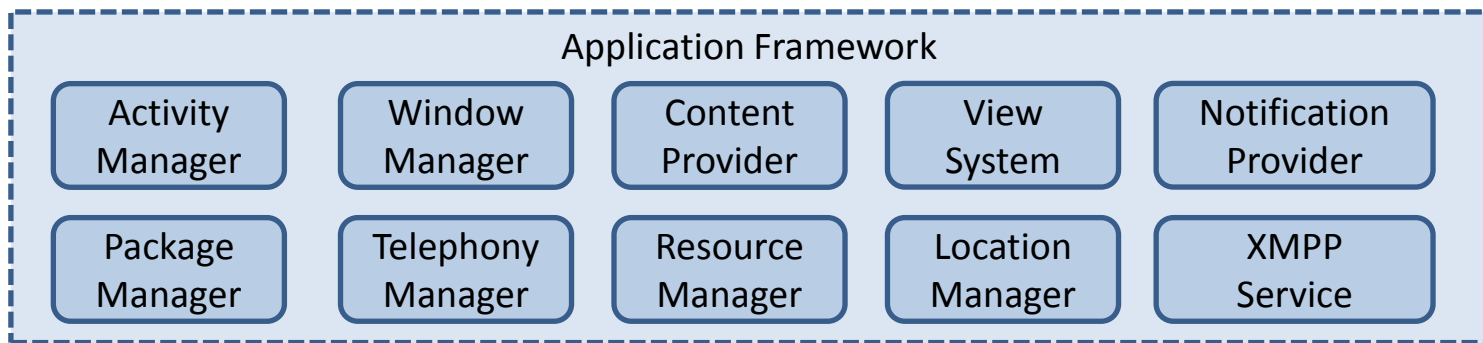 Application Framework
Activity
Manager
Window
Manager
Content
Provider
View
System
Notification
Provider
Package
Manager
Telephony
Manager
Resource
Manager
Location
Manager
XMPP
Service